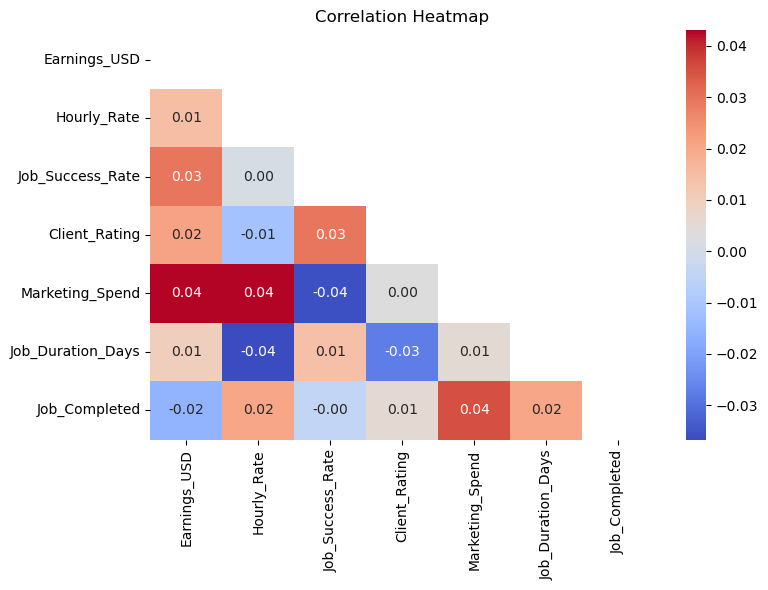 Correlation Heatmap
Earnings_USD
Hourly_Rate 0.01
Job_Success_Rate 0.03 0.00
Client_Rating 0.02 -0.01 0.03
Marketing_Spend 0.04 0.04 -0.04 0.00
Job_Duration_Days 0.01 -0.04 0.01 -0.03 0.01
Job_Completed -0.02 0.02 -0.00 0.01 0.04 0.02
Earnings_USD Hourly_Rate Job_Success_Rate Client_Rating Marketing_Spend Job_Duration_Days Job_Completed
0.04
0.03
0.02
0.01
0.00
−0.01
−0.02
−0.03